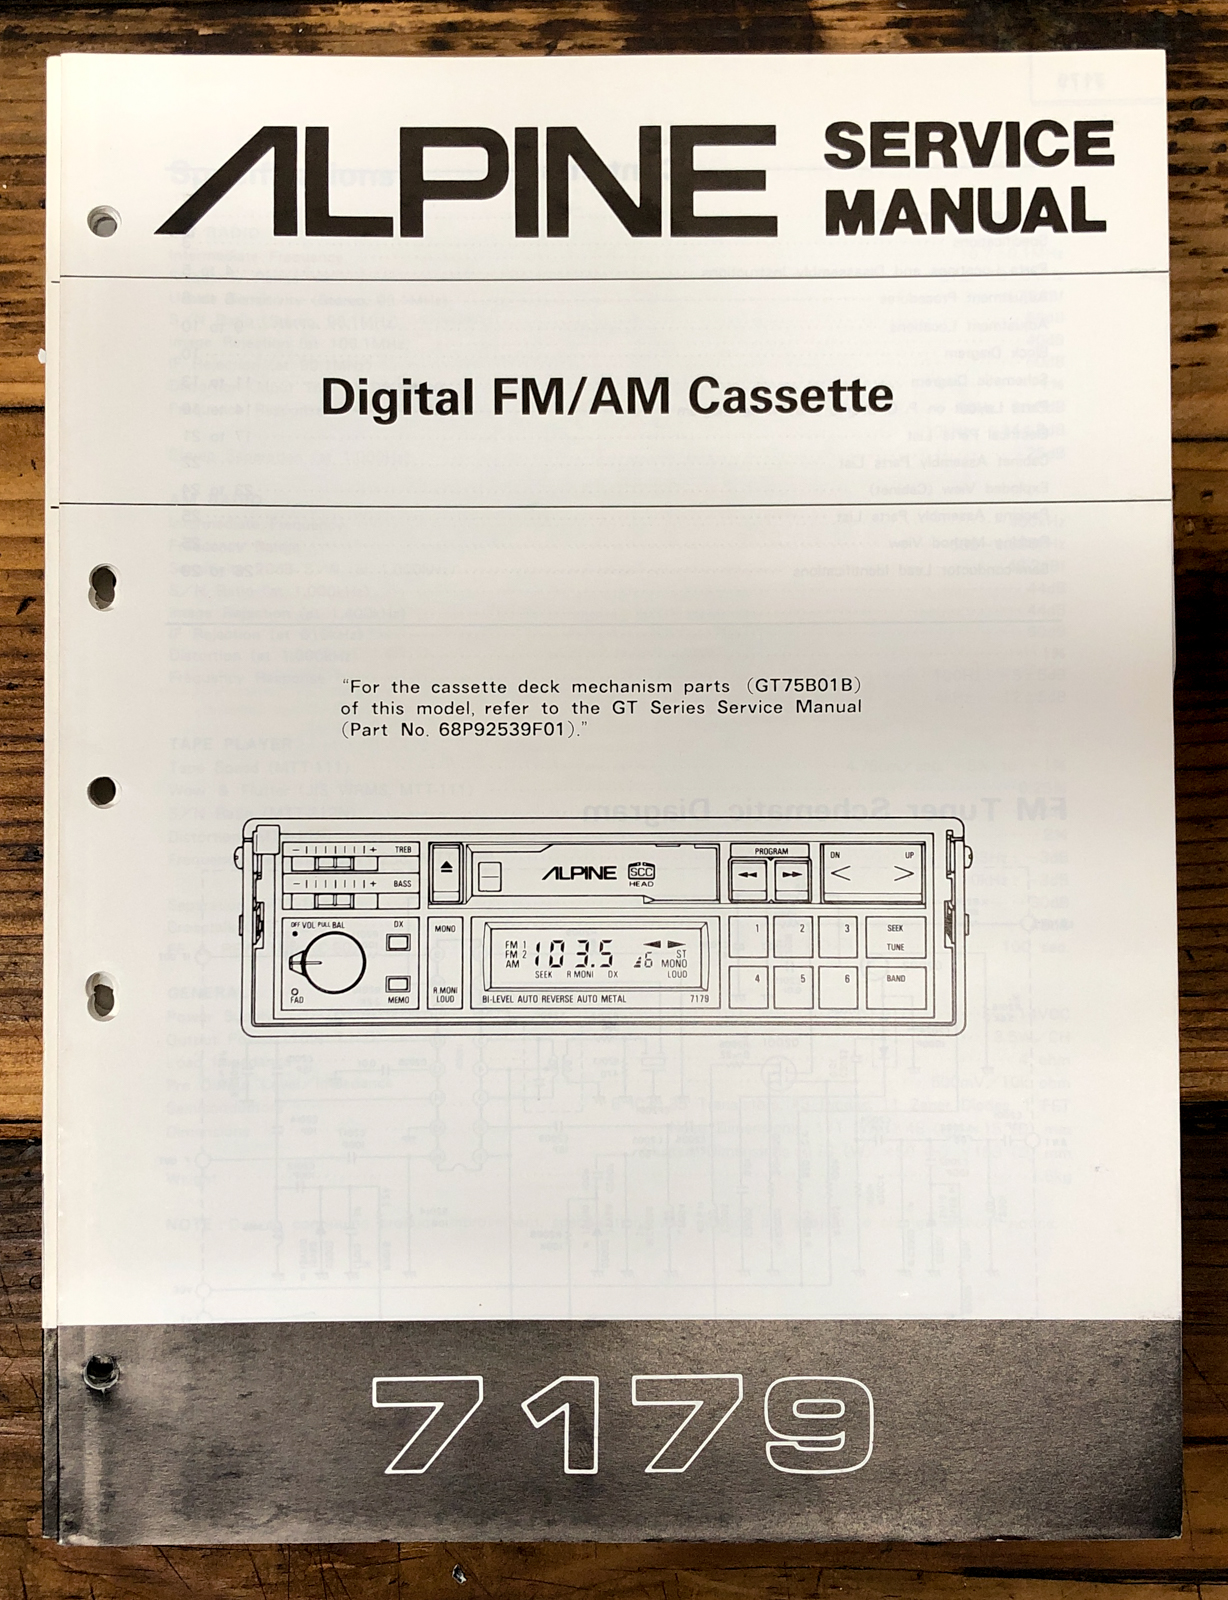 ALPINE SERVICE
MANUAL
Digital FM/AM Cassette
"For the cassette deck mechanism parts (GT75B01B)
of this model, refer to the GT Series Service Manual
(Part No. 68P92539F01)."
− + TREB
− + BASS
ALPINE SCC
HEAD
PROGRAM
DN UP
OFF VOL PULL BAL DX
FAD MEMO
MONO
R MONI
LOUD
FM 1
FM 2
AM
103.5
6
ST
MONO
LOUD
SEEK R MONI DX
BI-LEVEL AUTO REVERSE AUTO METAL 7179
1 2 3 SEEK
TUNE
4 5 6 BAND
7179